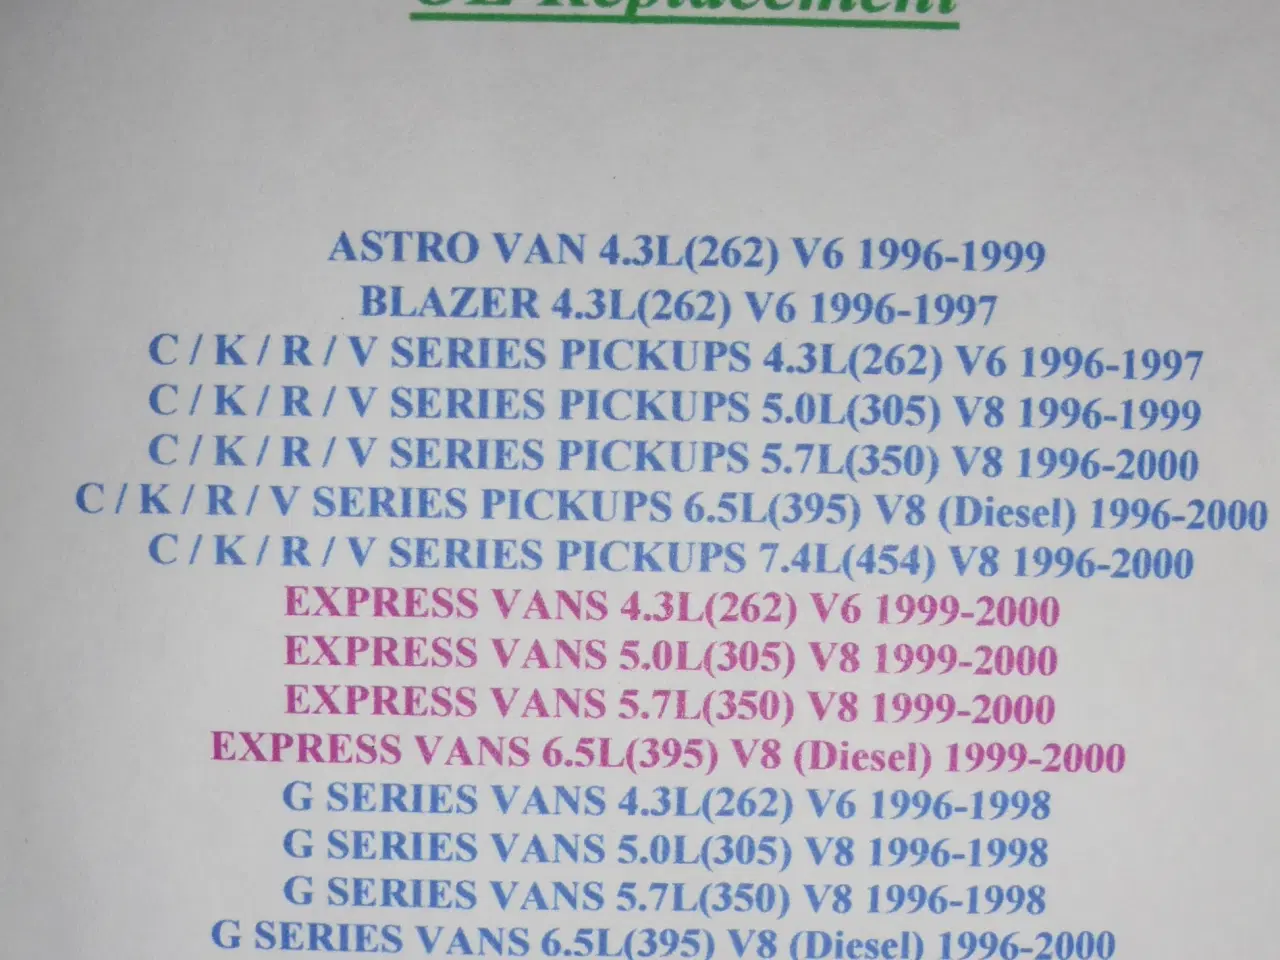 Replacement
ASTRO VAN 4.3L(262) V6 1996-1999
BLAZER 4.3L(262) V6 1996-1997
C / K / R / V SERIES PICKUPS 4.3L(262) V6 1996-1997
C / K / R / V SERIES PICKUPS 5.0L(305) V8 1996-1999
C / K / R / V SERIES PICKUPS 5.7L(350) V8 1996-2000
C / K / R / V SERIES PICKUPS 6.5L(395) V8 (Diesel) 1996-2000
C / K / R / V SERIES PICKUPS 7.4L(454) V8 1996-2000
EXPRESS VANS 4.3L(262) V6 1999-2000
EXPRESS VANS 5.0L(305) V8 1999-2000
EXPRESS VANS 5.7L(350) V8 1999-2000
EXPRESS VANS 6.5L(395) V8 (Diesel) 1999-2000
G SERIES VANS 4.3L(262) V6 1996-1998
G SERIES VANS 5.0L(305) V8 1996-1998
G SERIES VANS 5.7L(350) V8 1996-1998
G SERIES VANS 6.5L(395) V8 (Diesel) 1996-2000